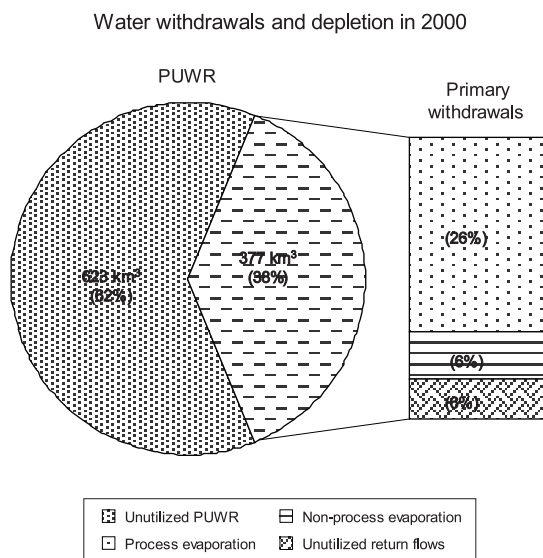 Water withdrawals and depletion in 2000
PUWR
Primary
withdrawals
623 km³
(62%)
377 km³
(38%)
(26%)
(6%)
(6%)
Unutilized PUWR
Non-process evaporation
Process evaporation
Unutilized return flows